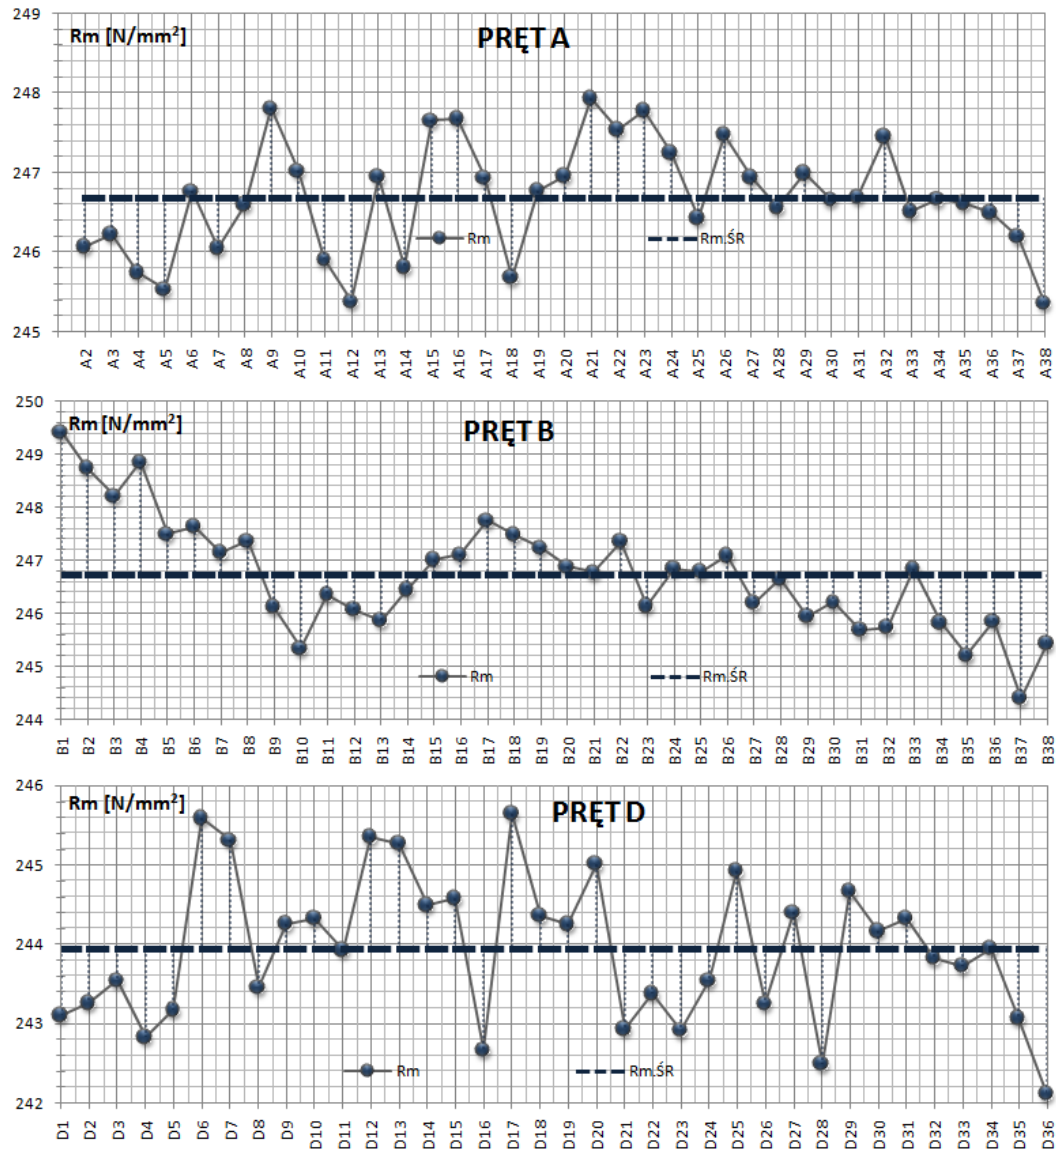 PRĘT A
Rm [N/mm²]
249
248
247
246
245
Rm
Rm.ŚR
A2 A3 A4 A5 A6 A7 A8 A9 A10 A11 A12 A13 A14 A15 A16 A17 A18 A19 A20 A21 A22 A23 A24 A25 A26 A27 A28 A29 A30 A31 A32 A33 A34 A35 A36 A37 A38
PRĘT B
Rm [N/mm²]
250
249
248
247
246
245
244
Rm
Rm.ŚR
B1 B2 B3 B4 B5 B6 B7 B8 B9 B10 B11 B12 B13 B14 B15 B16 B17 B18 B19 B20 B21 B22 B23 B24 B25 B26 B27 B28 B29 B30 B31 B32 B33 B34 B35 B36 B37 B38
PRĘT D
Rm [N/mm²]
246
245
244
243
242
Rm
Rm.ŚR
D1 D2 D3 D4 D5 D6 D7 D8 D9 D10 D11 D12 D13 D14 D15 D16 D17 D18 D19 D20 D21 D22 D23 D24 D25 D26 D27 D28 D29 D30 D31 D32 D33 D34 D35 D36